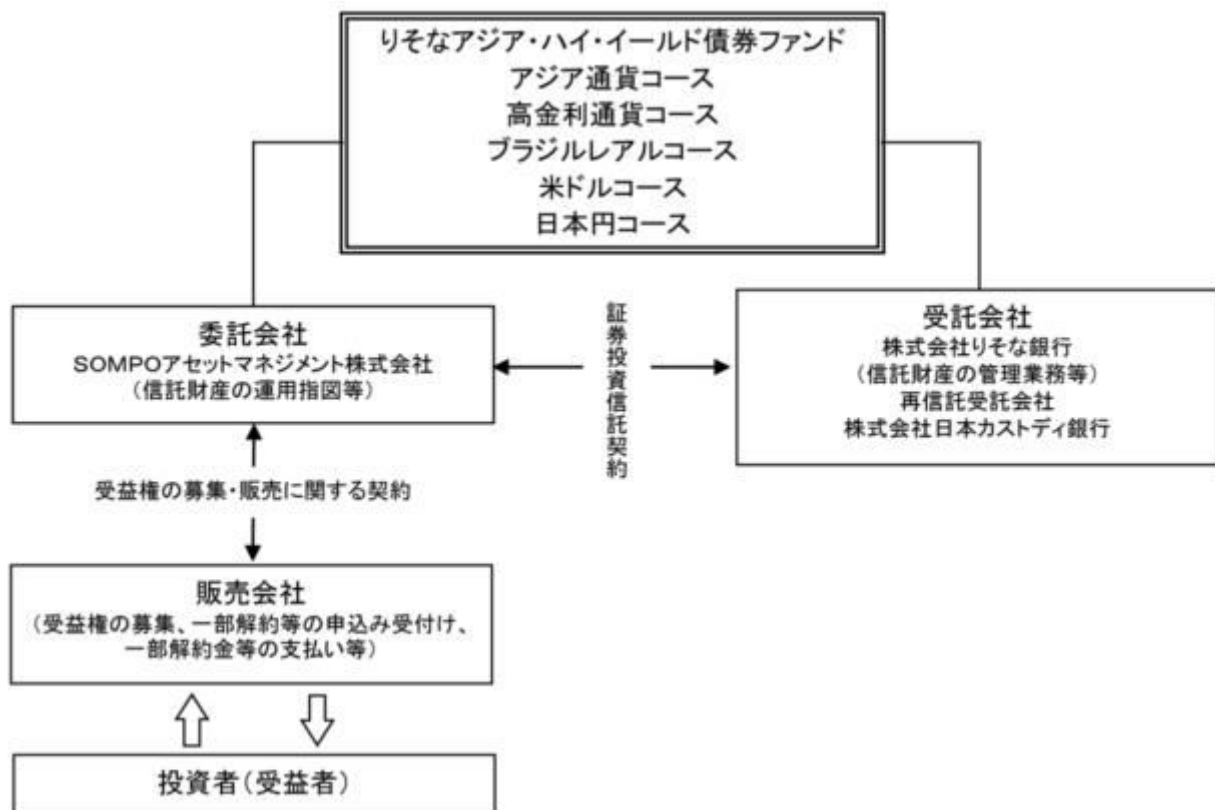 りそなアジア・ハイ・イールド債券ファンド
アジア通貨コース
高金利通貨コース
ブラジルレアルコース
米ドルコース
日本円コース
委託会社
SOMPOアセットマネジメント株式会社
（信託財産の運用指図等）
証券投資信託契約
受託会社
株式会社りそな銀行
（信託財産の管理業務等）
再信託受託会社
株式会社日本カストディ銀行
受益権の募集・販売に関する契約
販売会社
（受益権の募集、一部解約等の申込み受付け、
一部解約金等の支払い等）
投資者（受益者）